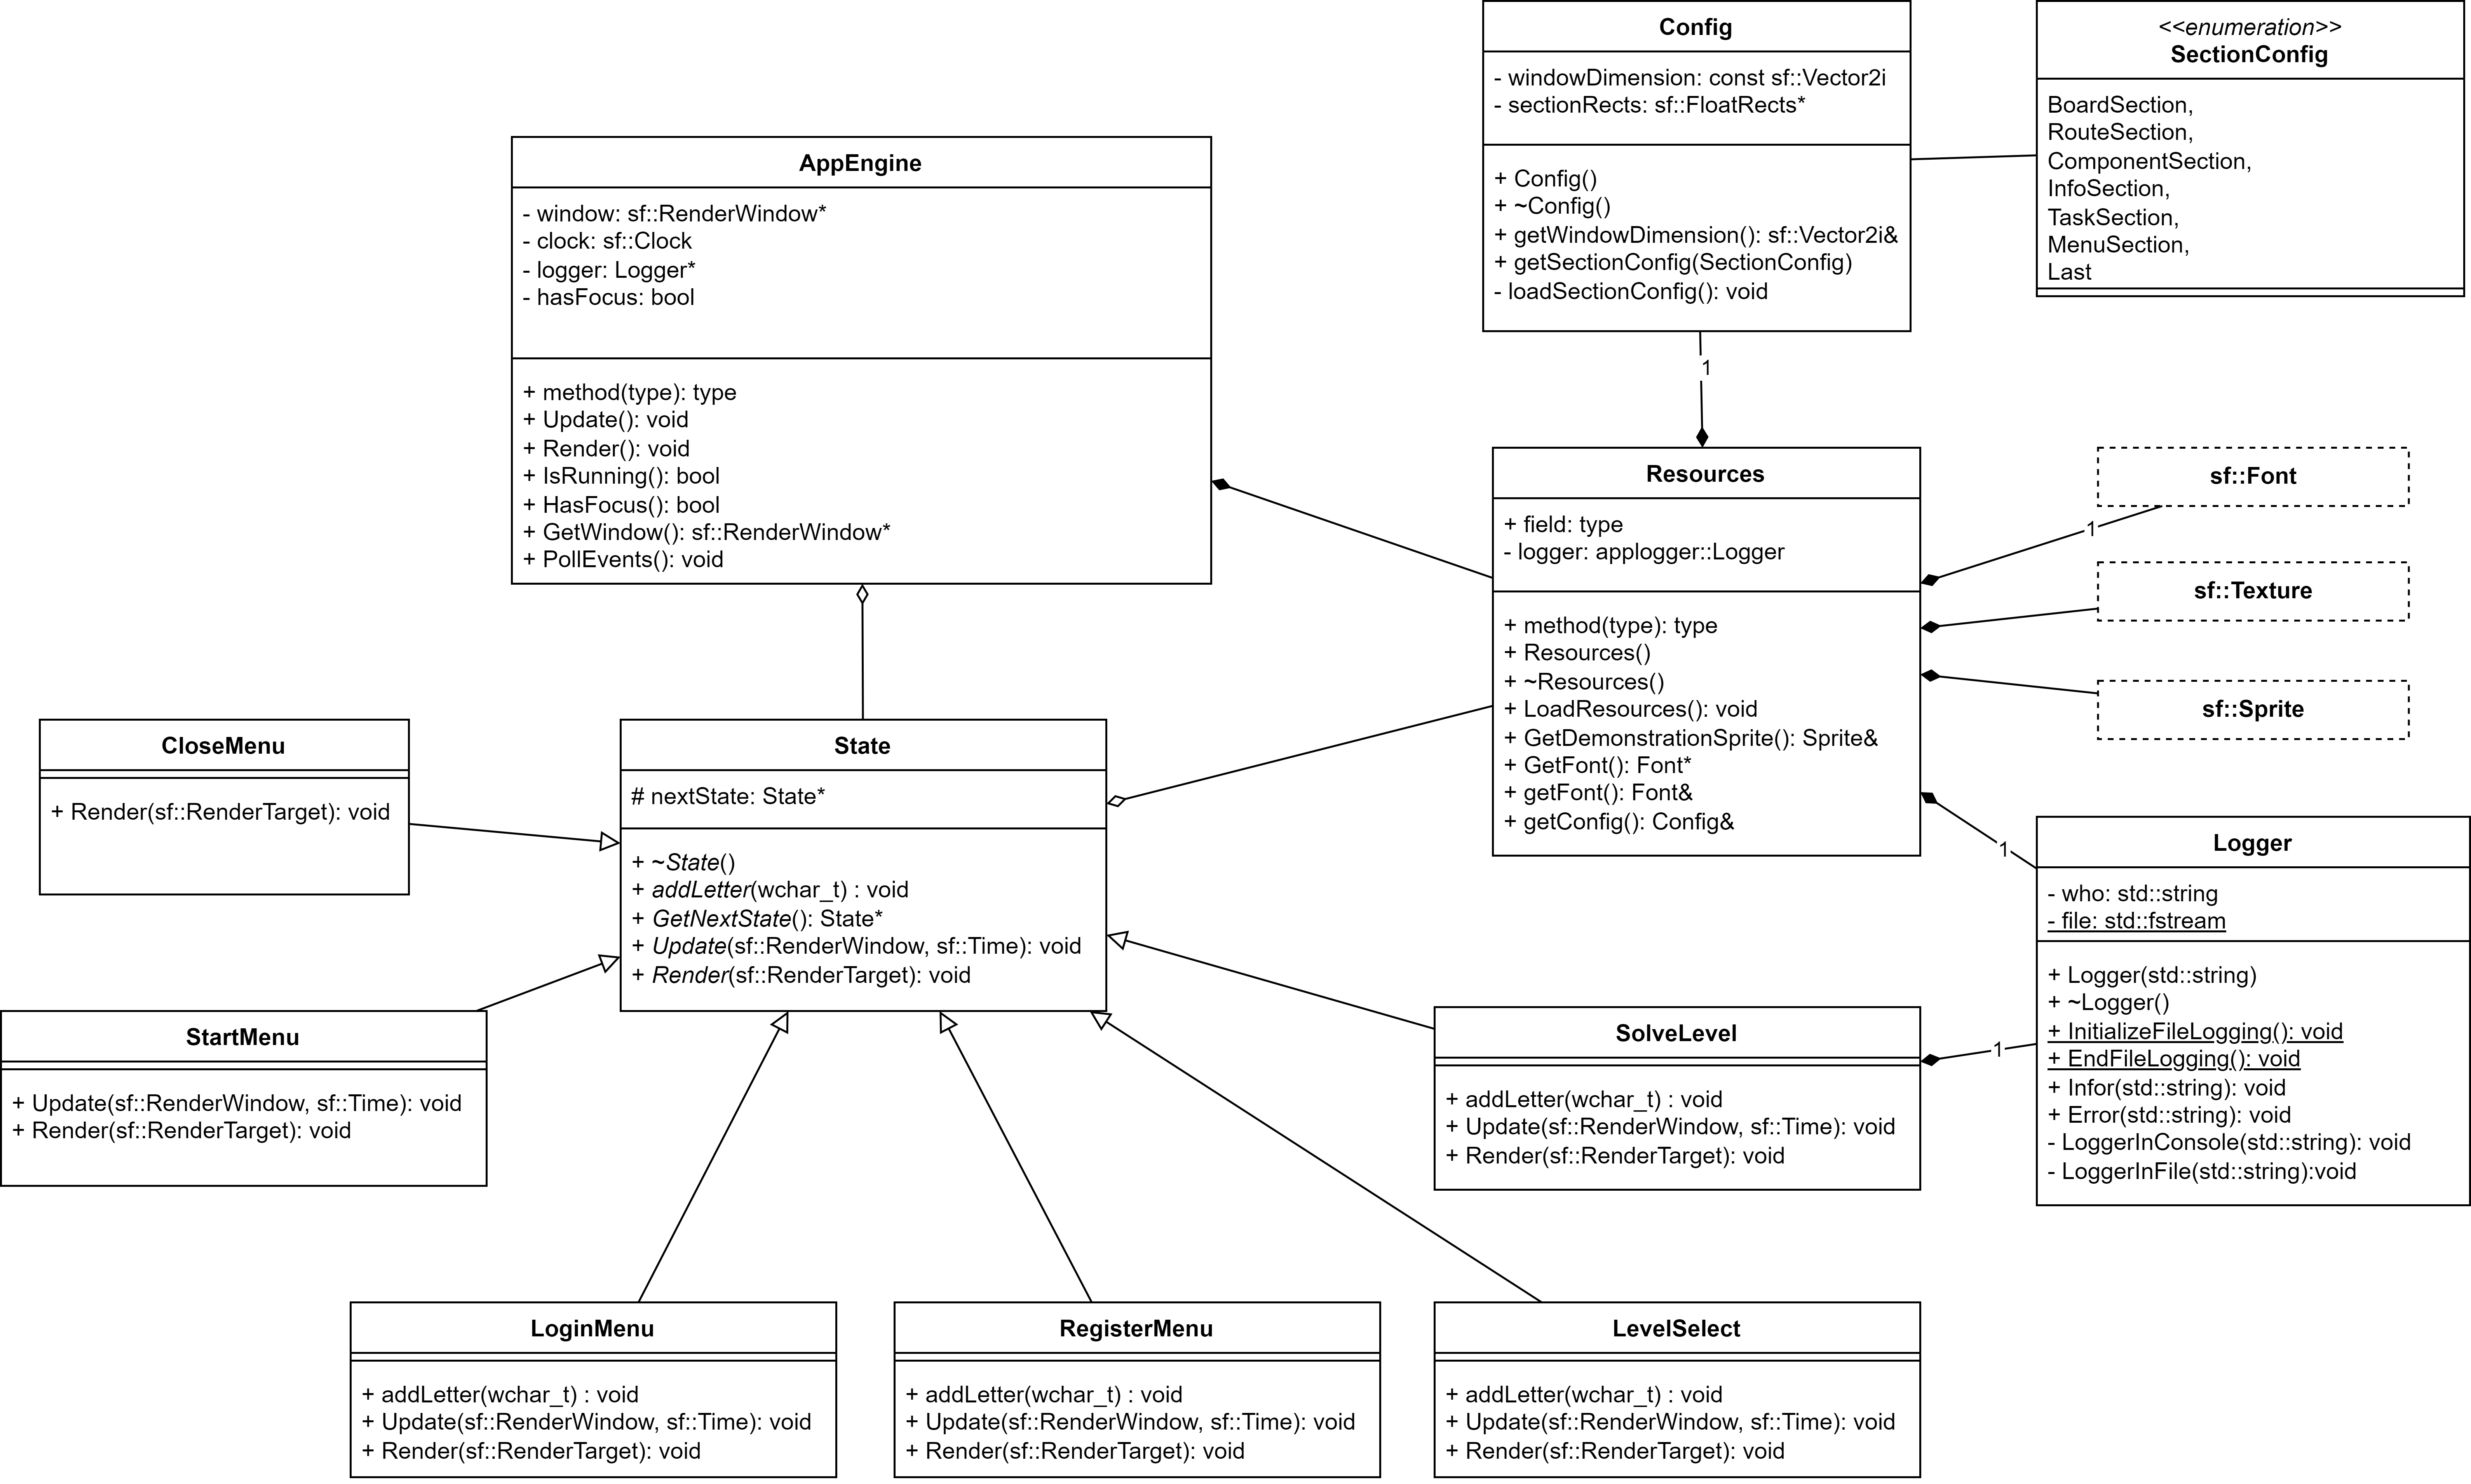 Config
- windowDimension: const sf::Vector2i
- sectionRects: sf::FloatRects*
+ Config()
+ ~Config()
+ getWindowDimension(): sf::Vector2i&
+ getSectionConfig(SectionConfig)
- loadSectionConfig(): void
<<enumeration>>
SectionConfig
BoardSection,
RouteSection,
ComponentSection,
InfoSection,
TaskSection,
MenuSection,
Last
AppEngine
- window: sf::RenderWindow*
- clock: sf::Clock
- logger: Logger*
- hasFocus: bool
+ method(type): type
+ Update(): void
+ Render(): void
+ IsRunning(): bool
+ HasFocus(): bool
+ GetWindow(): sf::RenderWindow*
+ PollEvents(): void
1
Resources
+ field: type
- logger: applogger::Logger
+ method(type): type
+ Resources()
+ ~Resources()
+ LoadResources(): void
+ GetDemonstrationSprite(): Sprite&
+ GetFont(): Font*
+ getFont(): Font&
+ getConfig(): Config&
sf::Font
1
sf::Texture
sf::Sprite
CloseMenu
+ Render(sf::RenderTarget): void
State
# nextState: State*
+ ~State()
+ addLetter(wchar_t) : void
+ GetNextState(): State*
+ Update(sf::RenderWindow, sf::Time): void
+ Render(sf::RenderTarget): void
1
Logger
- who: std::string
- file: std::fstream
+ Logger(std::string)
+ ~Logger()
+ InitializeFileLogging(): void
+ EndFileLogging(): void
+ Infor(std::string): void
+ Error(std::string): void
- LoggerInConsole(std::string): void
- LoggerInFile(std::string):void
StartMenu
+ Update(sf::RenderWindow, sf::Time): void
+ Render(sf::RenderTarget): void
SolveLevel
+ addLetter(wchar_t) : void
+ Update(sf::RenderWindow, sf::Time): void
+ Render(sf::RenderTarget): void
1
LoginMenu
+ addLetter(wchar_t) : void
+ Update(sf::RenderWindow, sf::Time): void
+ Render(sf::RenderTarget): void
RegisterMenu
+ addLetter(wchar_t) : void
+ Update(sf::RenderWindow, sf::Time): void
+ Render(sf::RenderTarget): void
LevelSelect
+ addLetter(wchar_t) : void
+ Update(sf::RenderWindow, sf::Time): void
+ Render(sf::RenderTarget): void